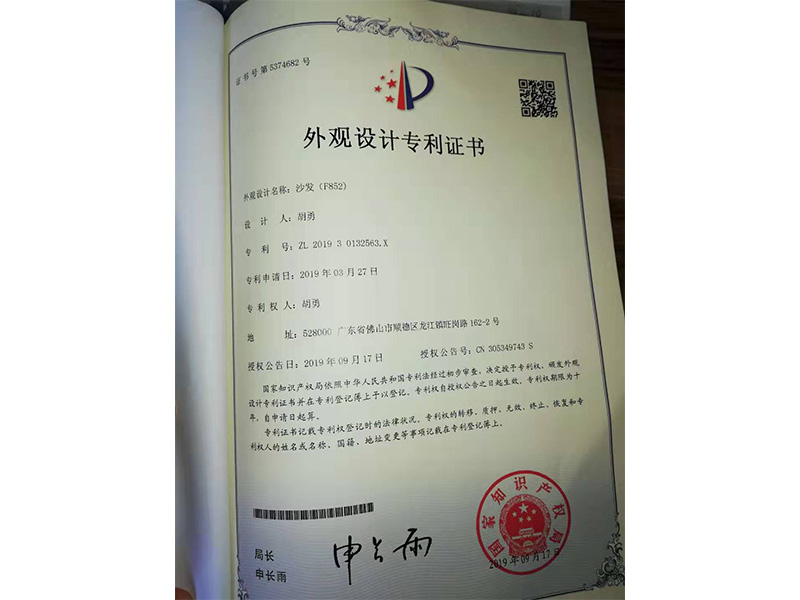 证书号第5374682号
外观设计专利证书
外观设计名称：沙发（F852）
设 计 人：胡勇
专 利 号：ZL 2019 3 0132563.X
专利申请日：2019年03月27日
专 利 权 人：胡勇
地 址：528000 广东省佛山市顺德区龙江镇旺岗路162-2号
授权公告日：2019年09月17日 授权公告号：CN 305349743 S
国家知识产权局依照中华人民共和国专利法经过初步审查，决定授予专利权，颁发外观
设计专利证书并在专利登记簿上予以登记。专利权自授权公告之日起生效。专利权期限为十
年，自申请日起算。
专利证书记载专利权登记时的法律状况。专利权的转移、质押、无效、终止、恢复和专
利权人的姓名或名称、国籍、地址变更等事项记载在专利登记簿上。
局长
申长雨
申长雨
国家知识产权局
2019年09月17日